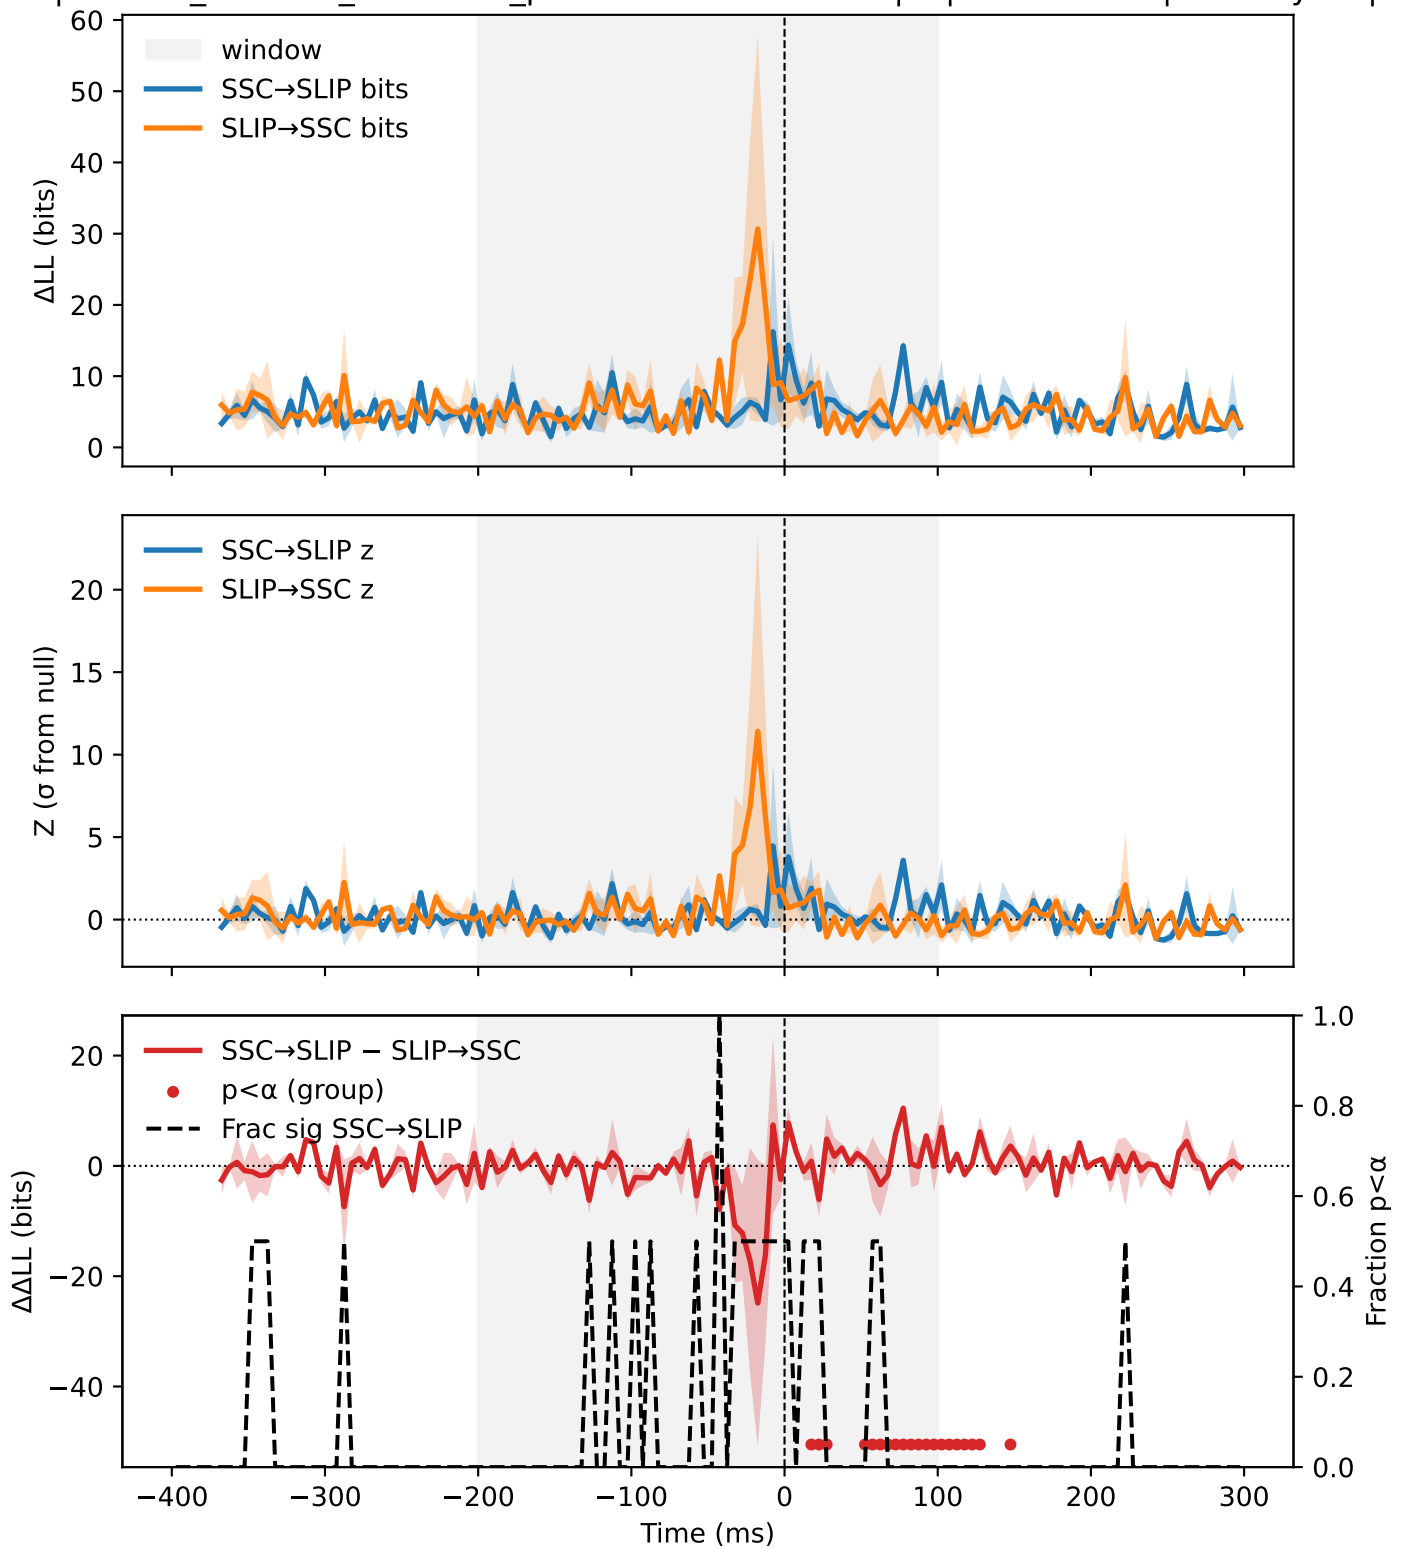 60
window
SSC→SLIP bits
SLIP→SSC bits
50
40
30
20
10
0
ΔLL (bits)
SSC→SLIP z
SLIP→SSC z
20
15
10
5
0
Z (σ from null)
SSC→SLIP − SLIP→SSC
p<α (group)
Frac sig SSC→SLIP
20
0
−20
−40
ΔΔLL (bits)
1.0
0.8
0.6
0.4
0.2
0.0
Fraction p<α
−400 −300 −200 −100 0 100 200 300
Time (ms)